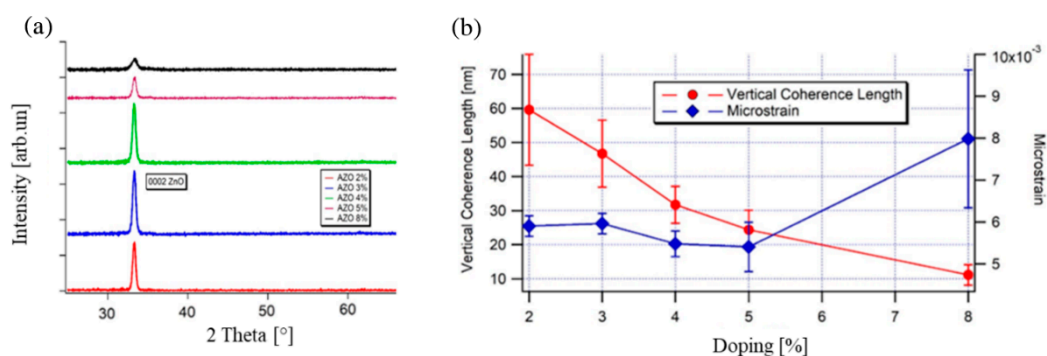 (a)
Intensity [arb.un]
0002 ZnO
AZO 2%
AZO 3%
AZO 4%
AZO 5%
AZO 8%
30
40
50
60
2 Theta [°]
(b)
Vertical Coherence Length [nm]
70
60
50
40
30
20
10
Vertical Coherence Length
Microstrain
10x10⁻³
9
8
7
6
5
Microstrain
2
3
4
5
6
7
8
Doping [%]